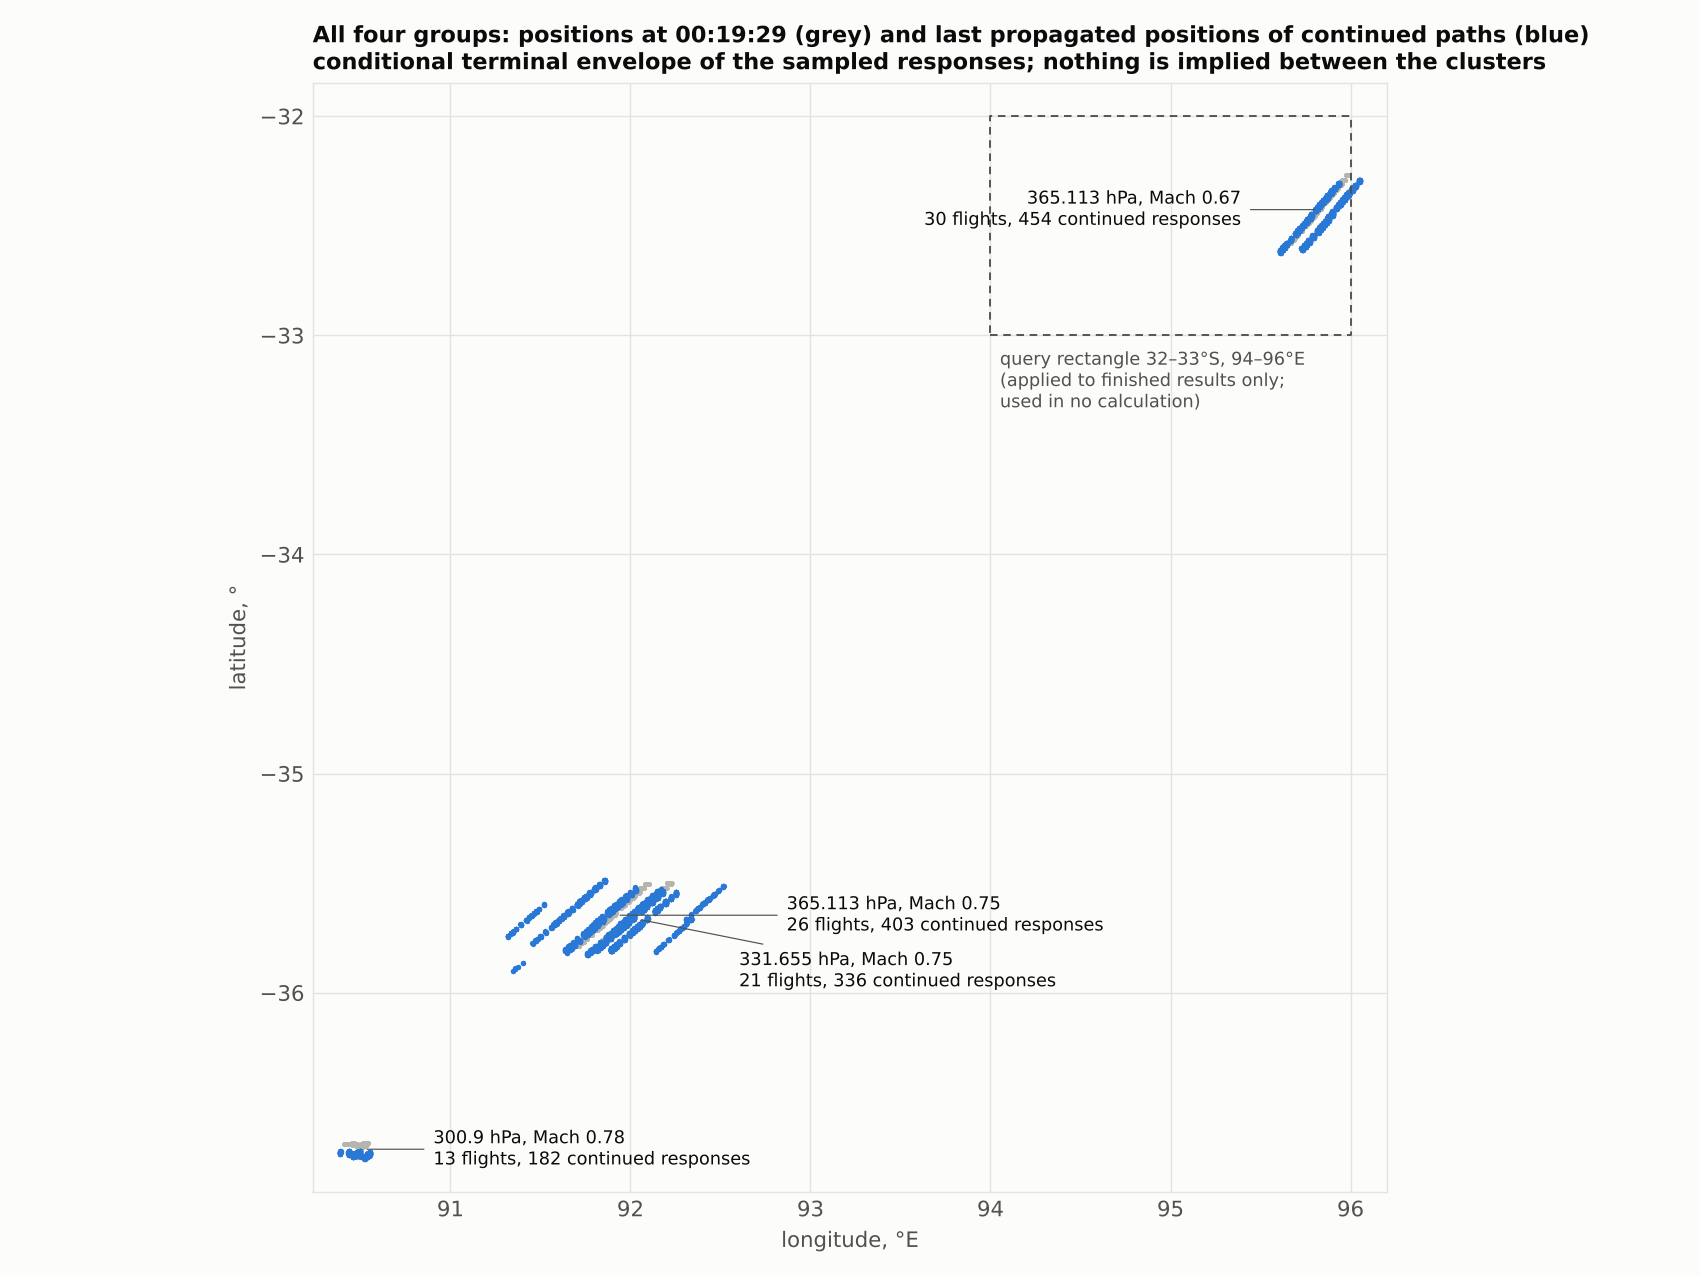 All four groups: positions at 00:19:29 (grey) and last propagated positions of continued paths (blue)
conditional terminal envelope of the sampled responses; nothing is implied between the clusters
−32
365.113 hPa, Mach 0.67
30 flights, 454 continued responses
−33
query rectangle 32–33°S, 94–96°E
(applied to finished results only;
used in no calculation)
−34
latitude, °
−35
365.113 hPa, Mach 0.75
26 flights, 403 continued responses
331.655 hPa, Mach 0.75
21 flights, 336 continued responses
−36
300.9 hPa, Mach 0.78
13 flights, 182 continued responses
91 92 93 94 95 96
longitude, °E